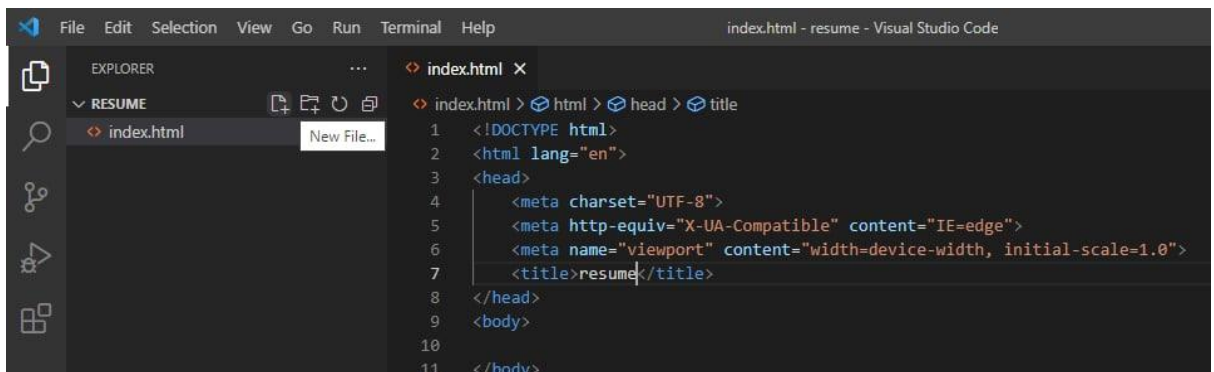 File Edit Selection View Go Run Terminal Help index.html - resume - Visual Studio Code
EXPLORER ...
RESUME
index.html
New File...
index.html
index.html > html > head > title
1 <!DOCTYPE html>
2 <html lang="en">
3 <head>
4 <meta charset="UTF-8">
5 <meta http-equiv="X-UA-Compatible" content="IE=edge">
6 <meta name="viewport" content="width=device-width, initial-scale=1.0">
7 <title>resume</title>
8 </head>
9 <body>
10
11 </body>